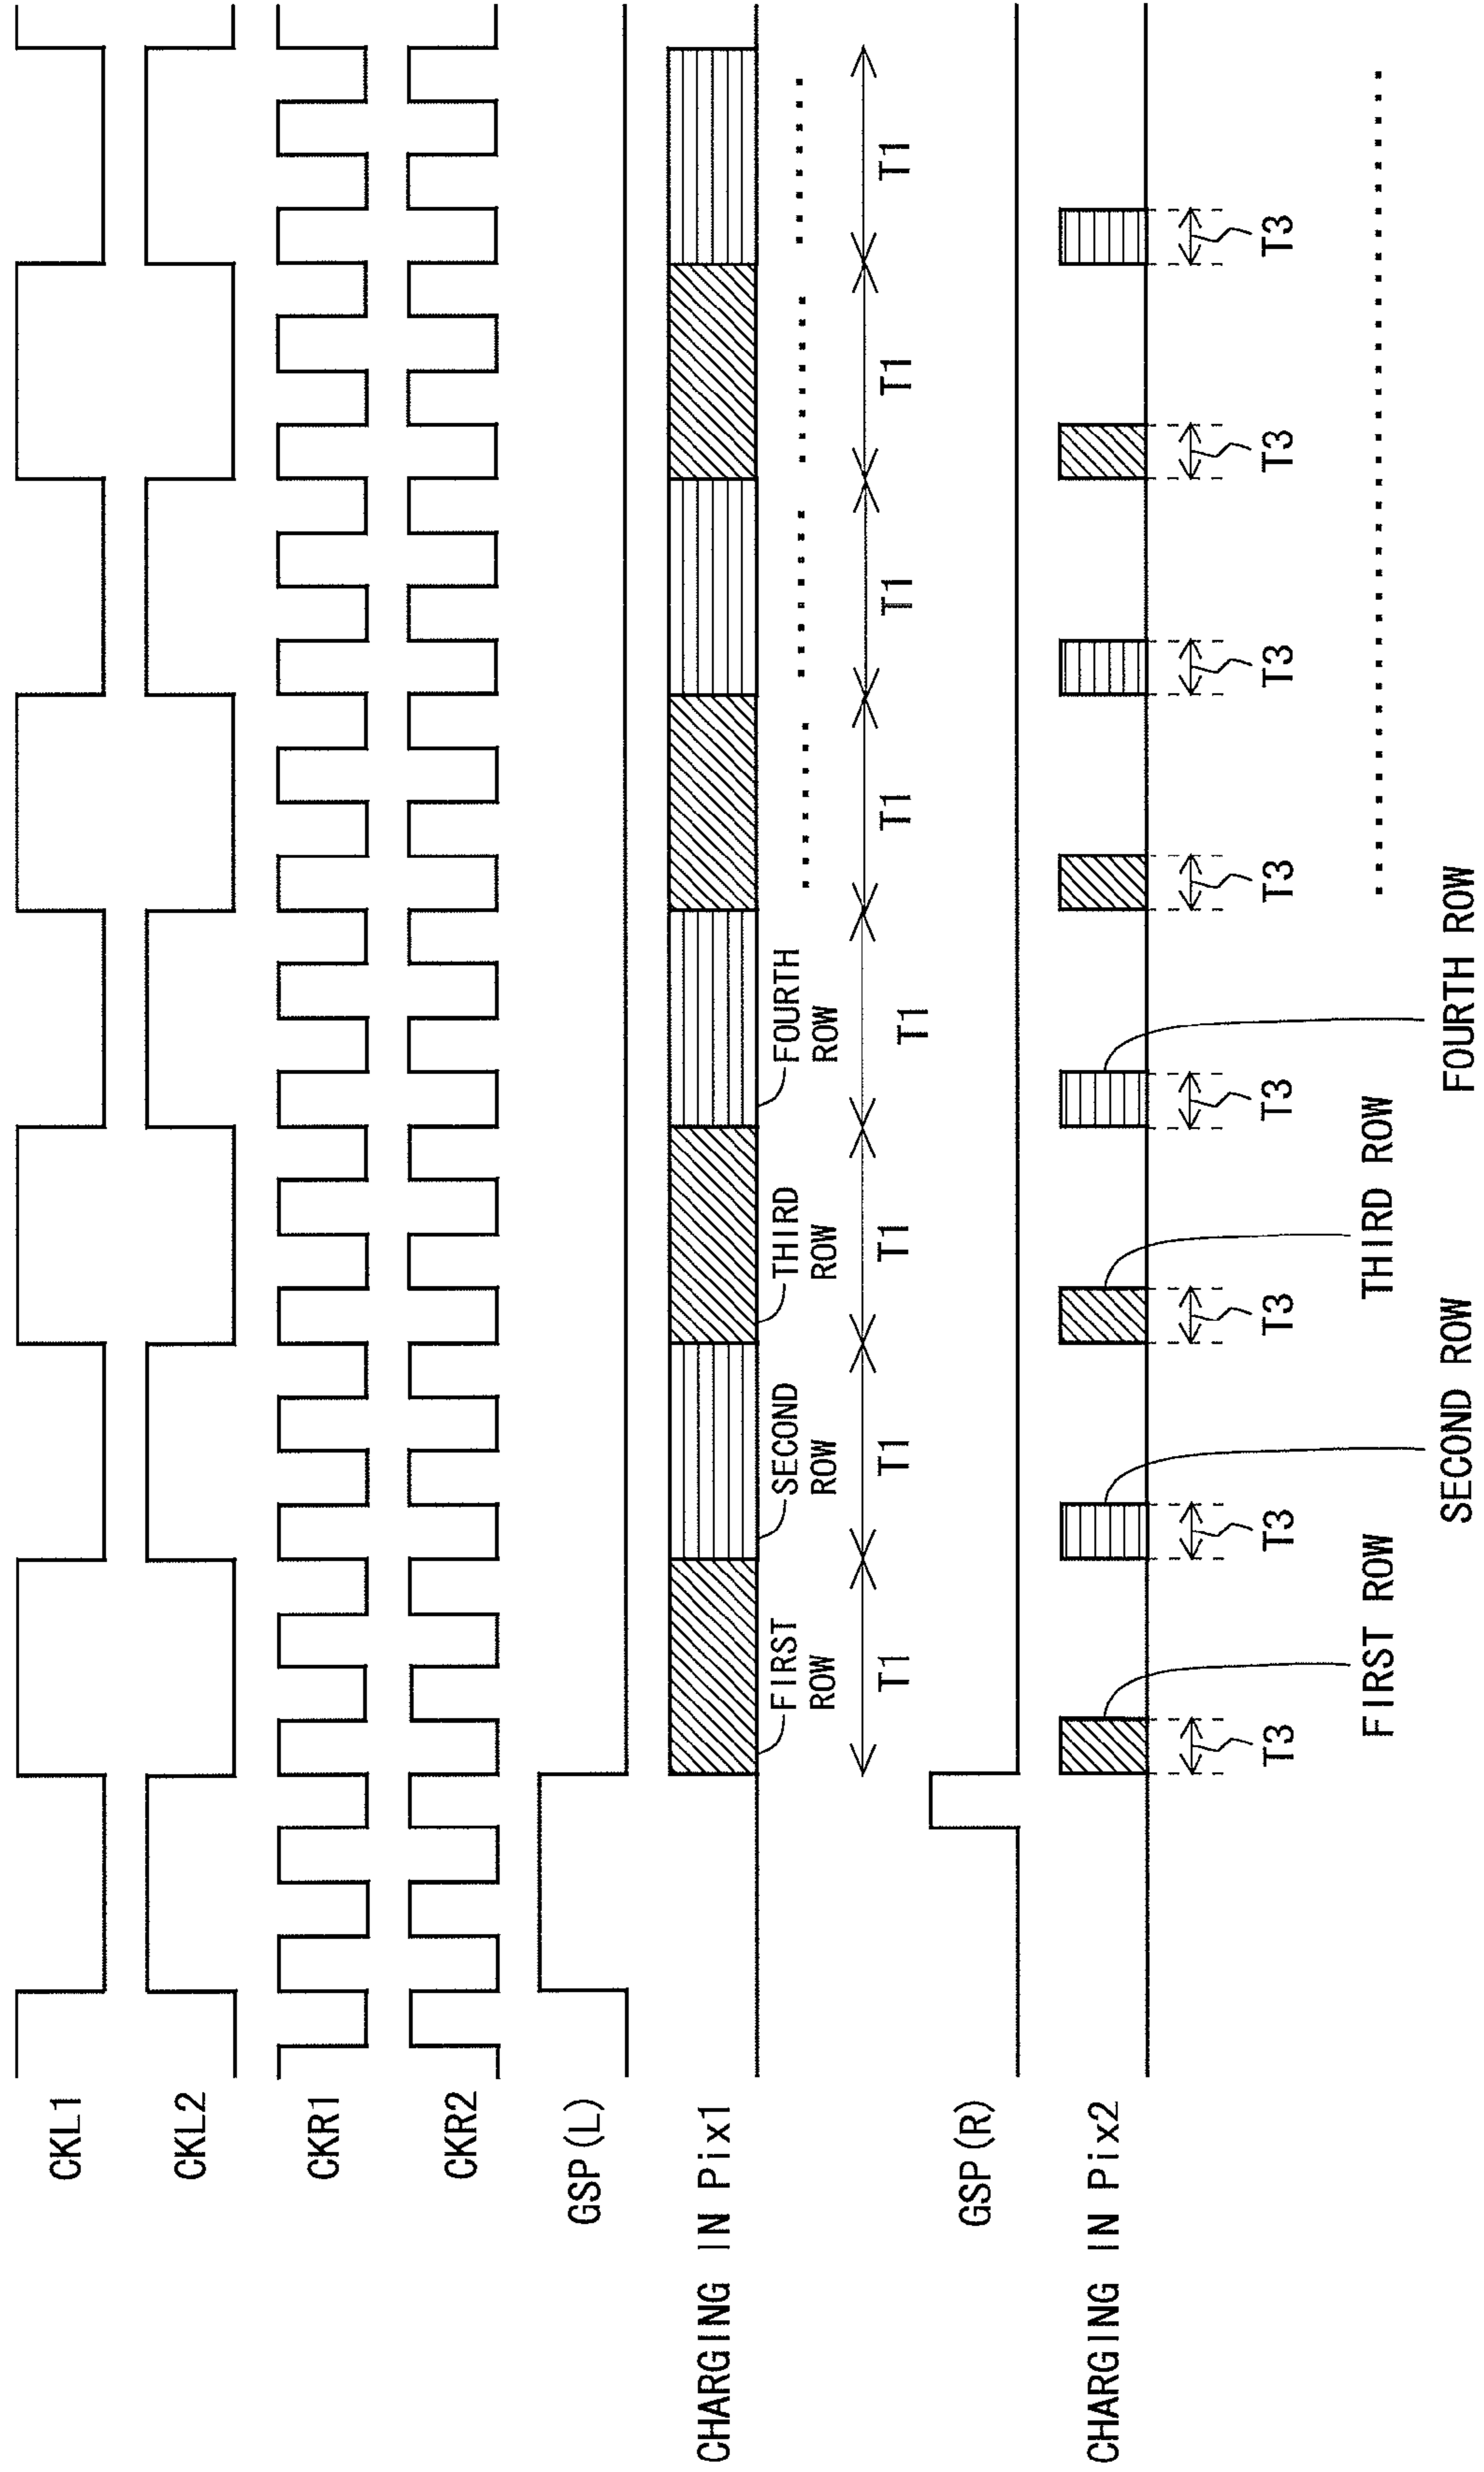 CKL1
CKL2
CKR1
CKR2
GSP(L)
CHARGING IN Pix1
FIRST
ROW
SECOND
ROW
THIRD
ROW
FOURTH
ROW
T1
T1
T1
T1
T1
T1
T1
T1
GSP(R)
CHARGING IN Pix2
T3
T3
T3
T3
T3
T3
T3
T3
FIRST ROW
THIRD ROW
SECOND ROW
FOURTH ROW